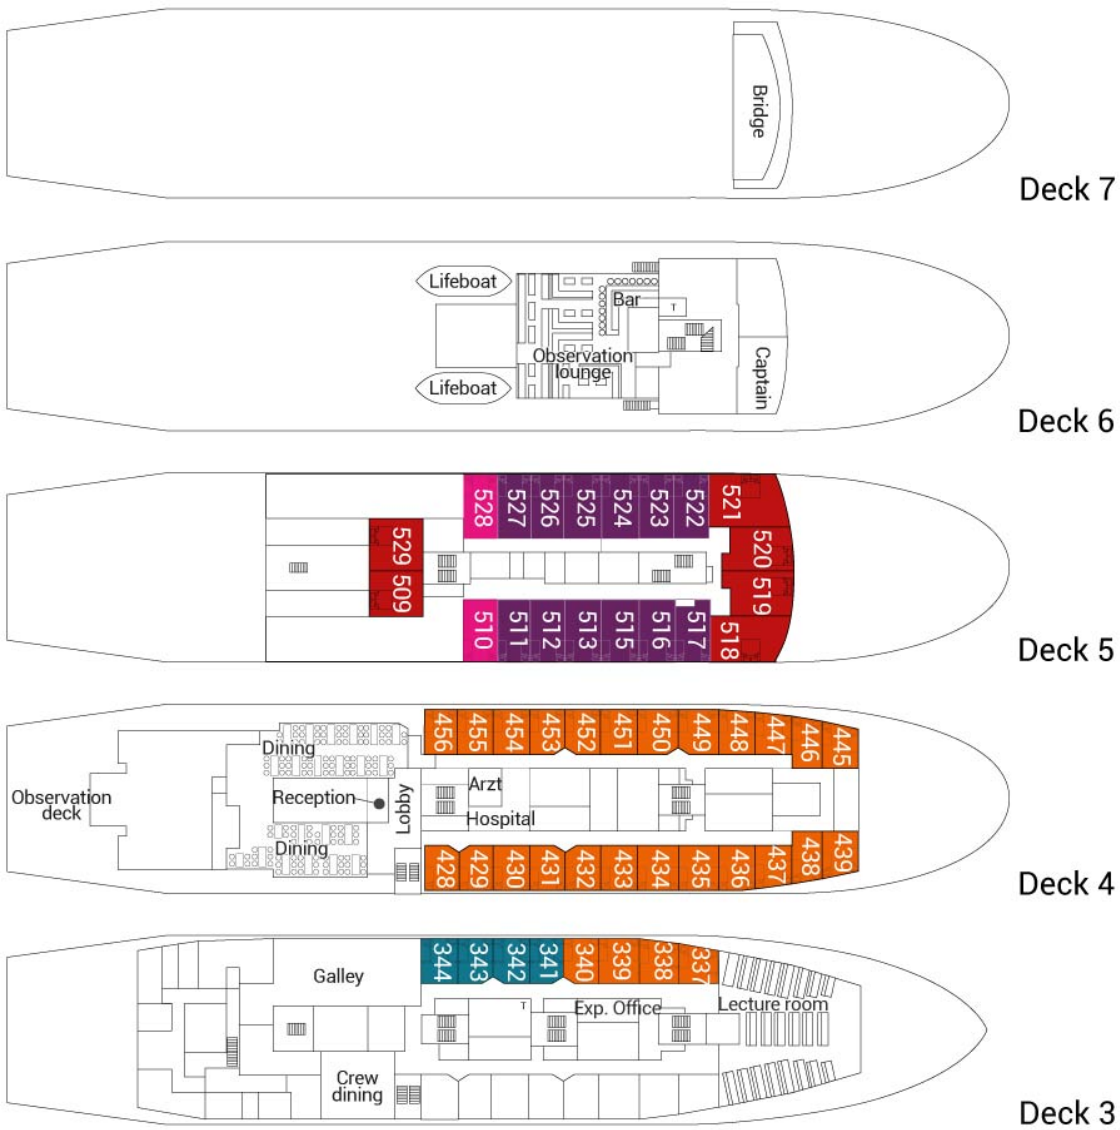 Bridge
Deck 7
Lifeboat
Bar
T
Observation
lounge
Lifeboat
Captain
Deck 6
528
527
526
525
524
523
522
521
529
509
520
519
510
511
512
513
515
516
517
518
Deck 5
456
455
454
453
452
451
450
449
448
447
446
445
Dining
Observation
deck
Reception
Lobby
Arzt
Hospital
Dining
428
429
430
431
432
433
434
435
436
437
438
439
Deck 4
344
343
342
341
340
339
338
337
Galley
T
Exp. Office
Lecture room
Crew
dining
Deck 3